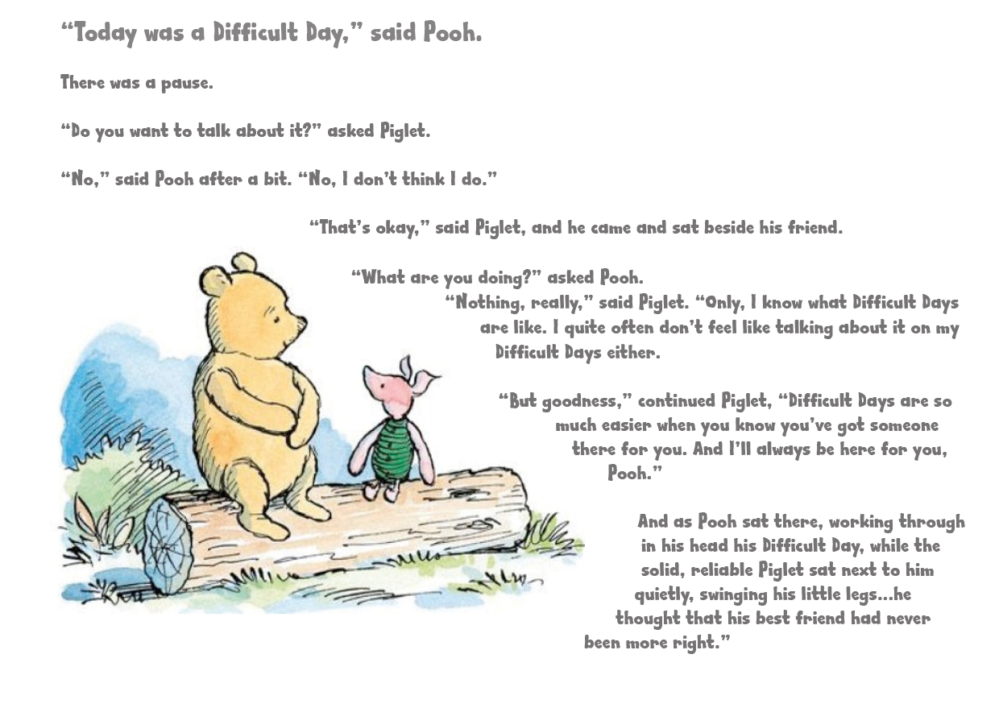 “Today was a Difficult Day,” said Pooh.
There was a pause.
“Do you want to talk about it?” asked Piglet.
“No,” said Pooh after a bit. “No, I don’t think I do.”
“That’s okay,” said Piglet, and he came and sat beside his friend.
“What are you doing?” asked Pooh.
“Nothing, really,” said Piglet. “Only, I know what Difficult Days
are like. I quite often don’t feel like talking about it on my
Difficult Days either.
“But goodness,” continued Piglet, “Difficult Days are so
much easier when you know you’ve got someone
there for you. And I’ll always be here for you,
Pooh.”
And as Pooh sat there, working through
in his head his Difficult Day, while the
solid, reliable Piglet sat next to him
quietly, swinging his little legs...he
thought that his best friend had never
been more right.”